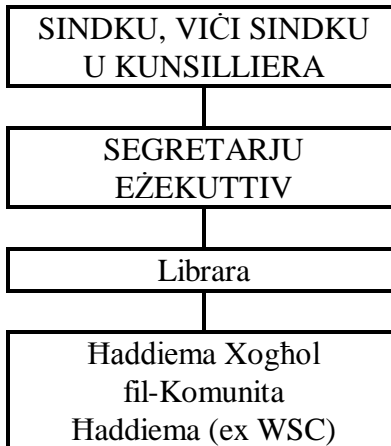 SINDKU, VIĊI SINDKU
U KUNSILLIERA
SEGRETARJU
EŻEKUTTIV
Librara
Ħaddiema Xogħol
fil-Komunita
Ħaddiema (ex WSC)